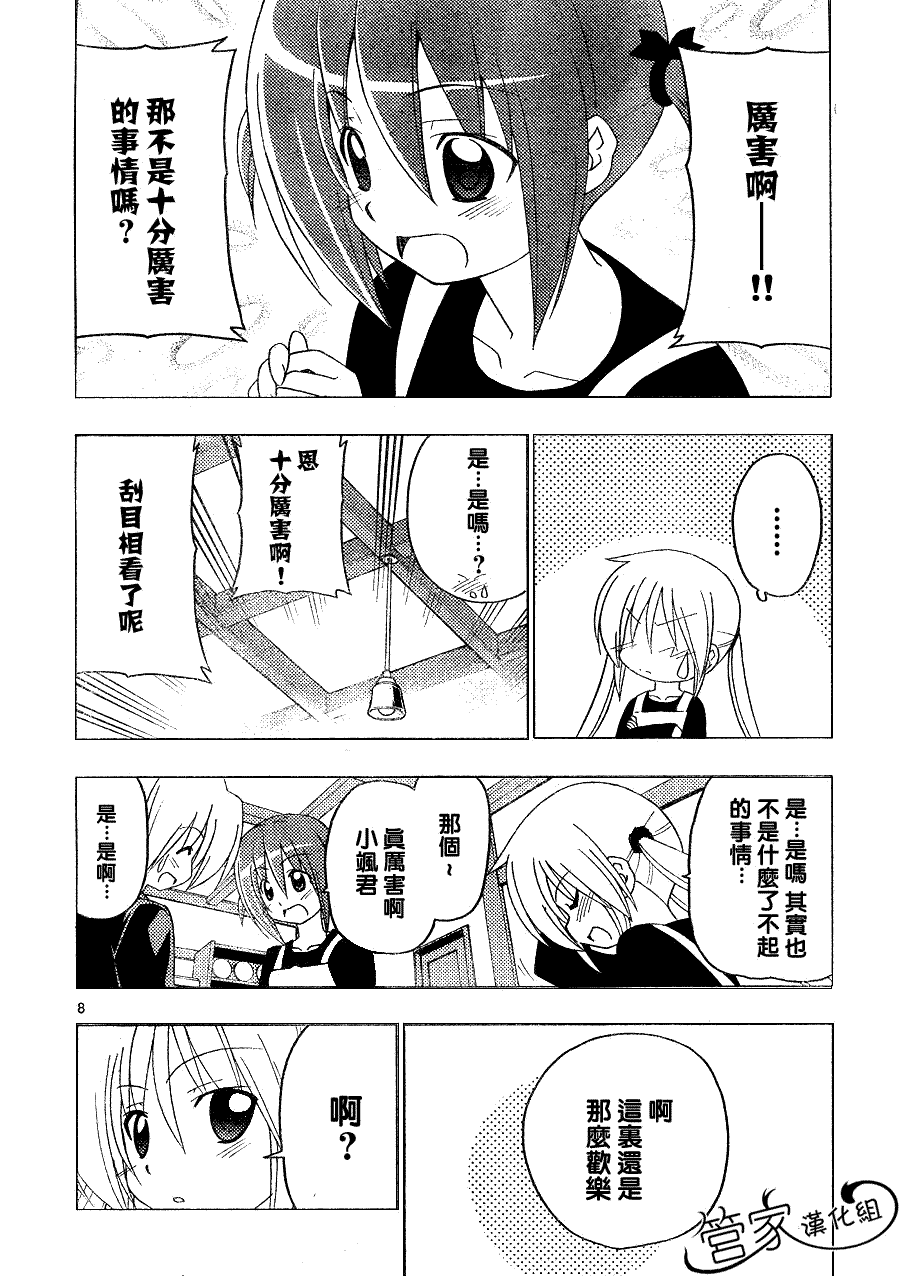 厲害啊──!!
那不是十分厲害
的事情嗎?
……
是…是嗎…?
恩
十分厲害啊!
刮目相看了呢
是…是嗎 其實也
不是什麼了不起
的事情…
那個~
眞厲害啊
小颯君
是…是啊…
8
啊
這裏還是
那麼歡樂
啊?
管家漢化組